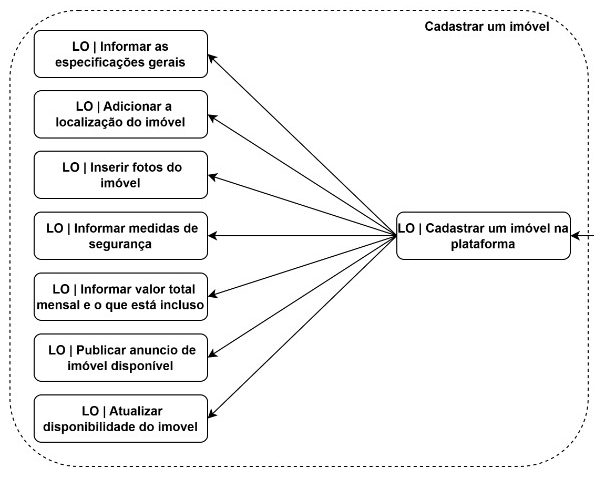 Cadastrar um imóvel
LO | Informar as
especificações gerais
LO | Adicionar a
localização do imóvel
LO | Inserir fotos do
imóvel
LO | Informar medidas de
segurança
LO | Informar valor total
mensal e o que está incluso
LO | Publicar anuncio de
imóvel disponível
LO | Atualizar
disponibilidade do imovel
LO | Cadastrar um imóvel na
plataforma